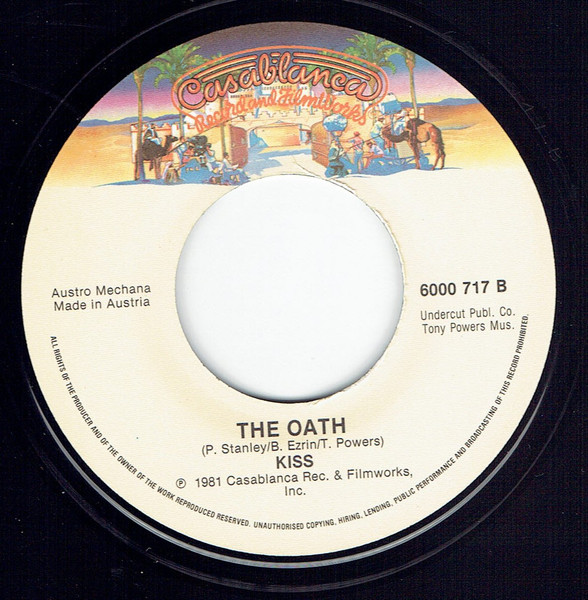 Casablanca
Record and FilmWorks
Austro Mechana
Made in Austria
6000 717 B
Undercut Publ. Co.
Tony Powers Mus.
THE OATH
(P. Stanley/B. Ezrin/T. Powers)
KISS
℗ 1981 Casablanca Rec. & Filmworks,
Inc.
ALL RIGHTS OF THE PRODUCER AND OF THE OWNER OF THE WORK REPRODUCED RESERVED. UNAUTHORISED COPYING, HIRING, LENDING, PUBLIC PERFORMANCE AND BROADCASTING OF THIS RECORD PROHIBITED.